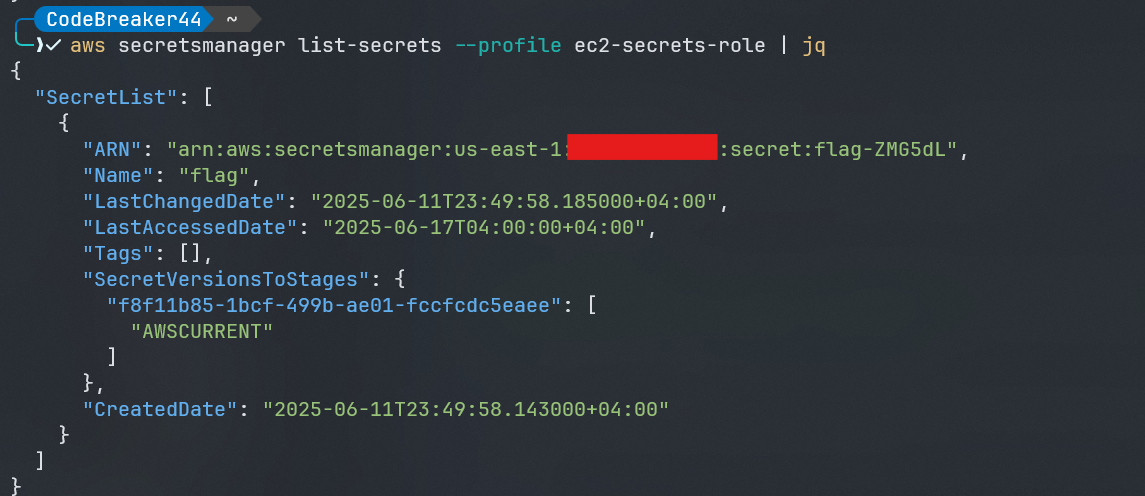 CodeBreaker44 ~
❯✓ aws secretsmanager list-secrets --profile ec2-secrets-role | jq
{
  "SecretList": [
    {
      "ARN": "arn:aws:secretsmanager:us-east-1: :secret:flag-ZMG5dL",
      "Name": "flag",
      "LastChangedDate": "2025-06-11T23:49:58.185000+04:00",
      "LastAccessedDate": "2025-06-17T04:00:00+04:00",
      "Tags": [],
      "SecretVersionsToStages": {
        "f8f11b85-1bcf-499b-ae01-fccfcdc5eaee": [
          "AWSCURRENT"
        ]
      },
      "CreatedDate": "2025-06-11T23:49:58.143000+04:00"
    }
  ]
}